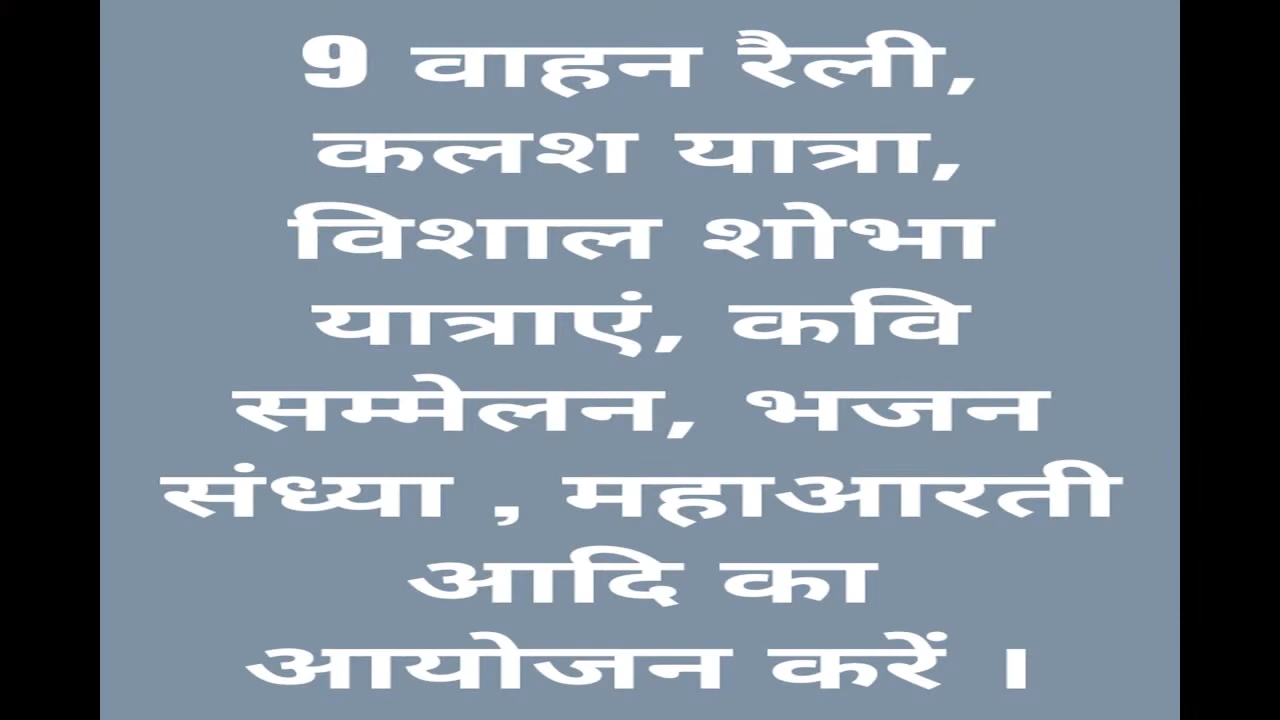 9 वाहन रैली,
कलश यात्रा,
विशाल शोभा
यात्राएं, कवि
सम्मेलन, भजन
संध्या , महाआरती
आदि का
आयोजन करें ।